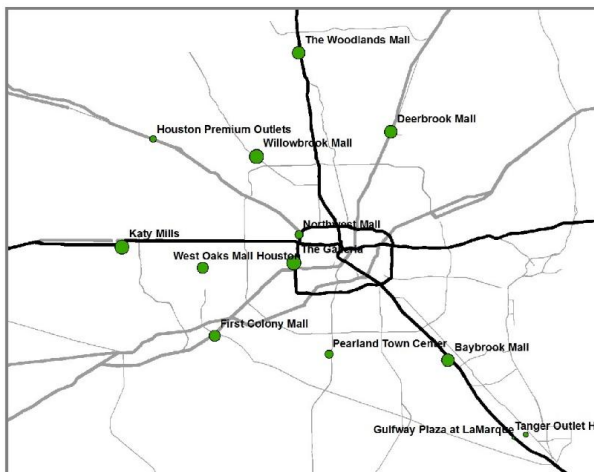 The Woodlands Mall
Deerbrook Mall
Houston Premium Outlets
Willowbrook Mall
Northwest Mall
Katy Mills
The Galleria
West Oaks Mall Houston
First Colony Mall
Pearland Town Center
Baybrook Mall
Gulfway Plaza at LaMarque
Tanger Outlet H